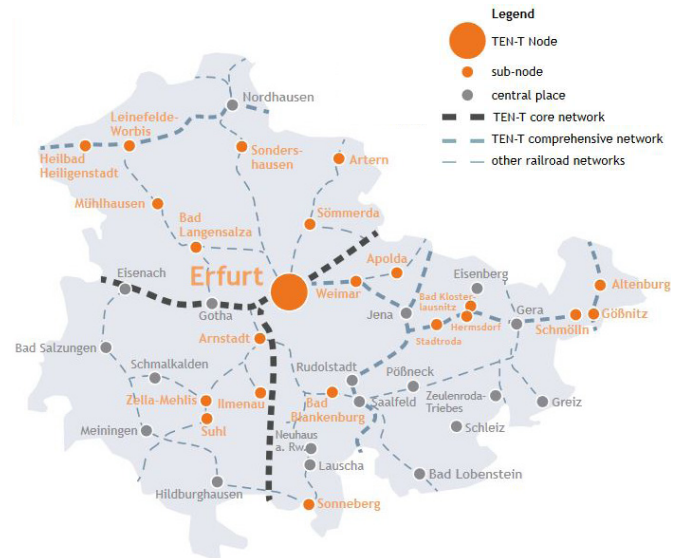 Legend
TEN-T Node
sub-node
central place
TEN-T core network
TEN-T comprehensive network
other railroad networks
Nordhausen
Leinefelde-
Worbis
Heilbad
Heiligenstadt
Sonders-
hausen
Artern
Mühlhausen
Bad
Langensalza
Sömmerda
Eisenach
Erfurt
Gotha
Weimar
Apolda
Eisenberg
Bad Kloster-
lausnitz
Altenburg
Jena
Hermsdorf
Gera
Gößnitz
Stadtroda
Schmölln
Arnstadt
Bad Salzungen
Schmalkalden
Rudolstadt
Pößneck
Zella-Mehlis
Ilmenau
Bad
Blankenburg
Saalfeld
Zeulenroda-
Triebes
Greiz
Suhl
Meiningen
Neuhaus
a. Rw.
Schleiz
Lauscha
Bad Lobenstein
Hildburghausen
Sonneberg